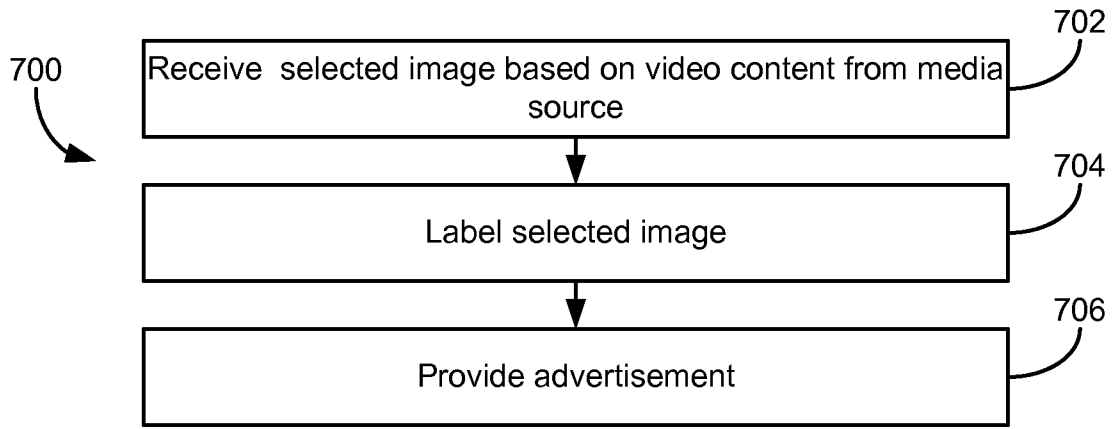 702
700
Receive selected image based on video content from media
source
704
Label selected image
706
Provide advertisement